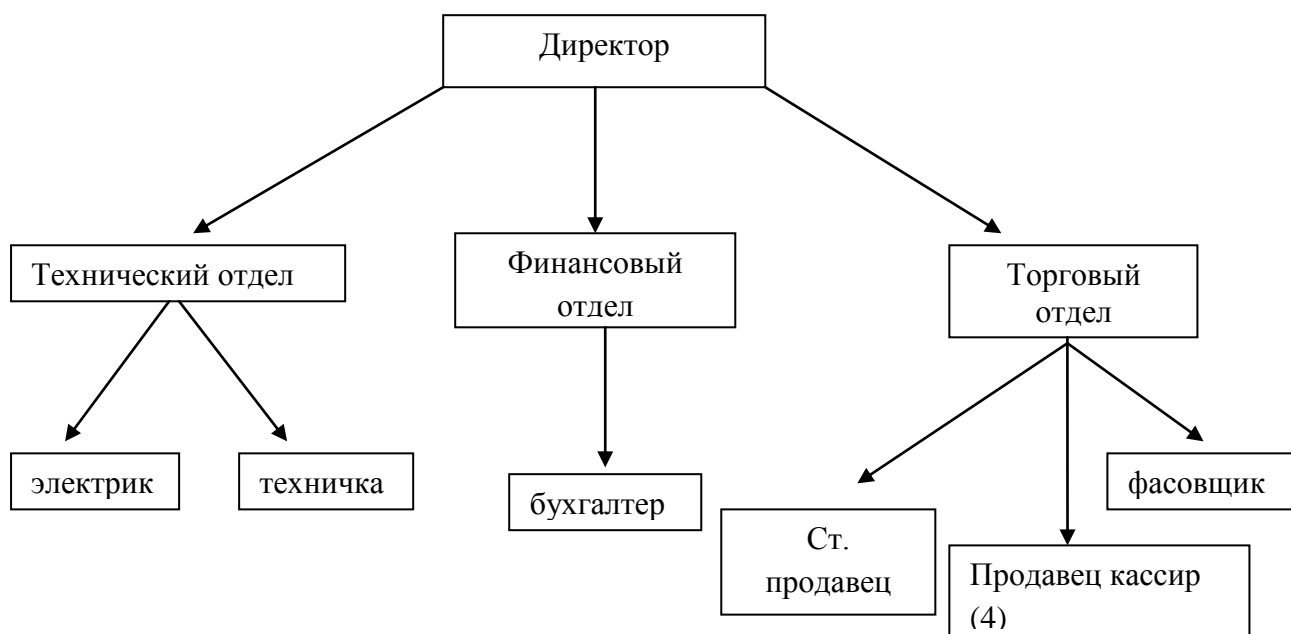 Директор
Технический отдел
Финансовый
отдел
Торговый
отдел
электрик
техничка
бухгалтер
Ст.
продавец
Продавец кассир
(4)
фасовщик